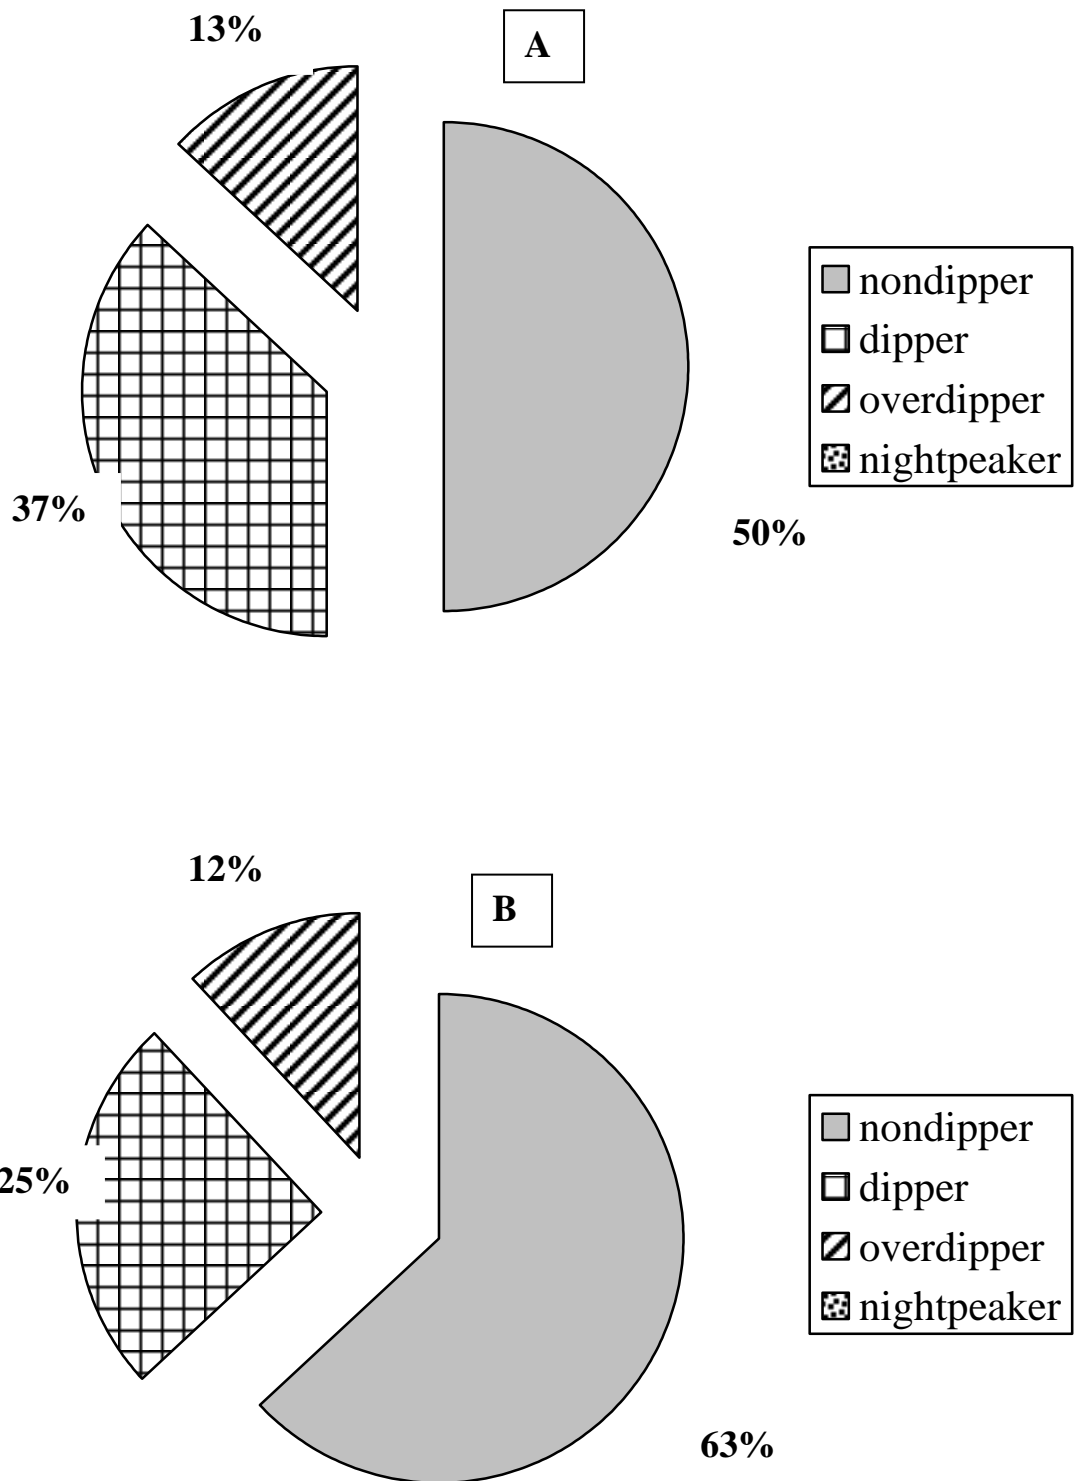 13%
A
nondipper
dipper
overdipper
nightpeaker
37%
50%
12%
B
nondipper
dipper
overdipper
nightpeaker
25%
63%